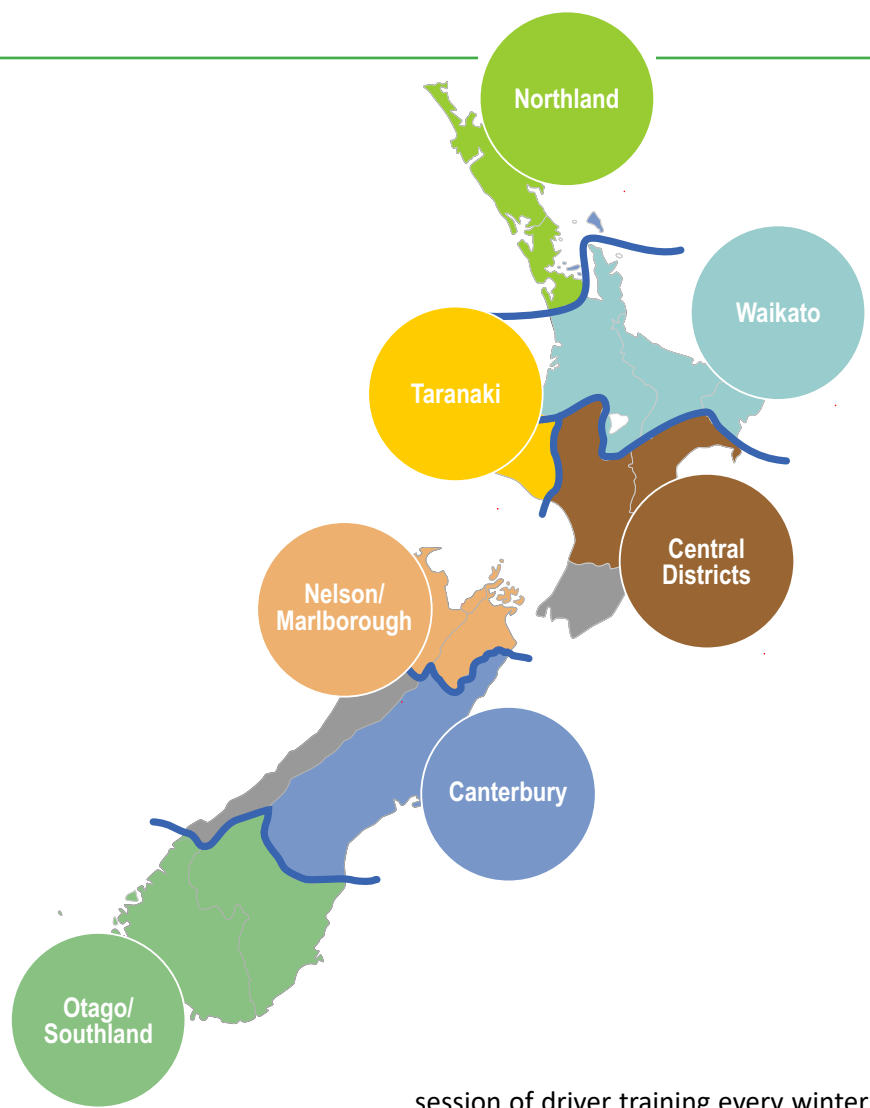 Northland
Waikato
Taranaki
Central
Districts
Nelson/
Marlborough
Canterbury
Otago/
Southland
session of driver training every winter